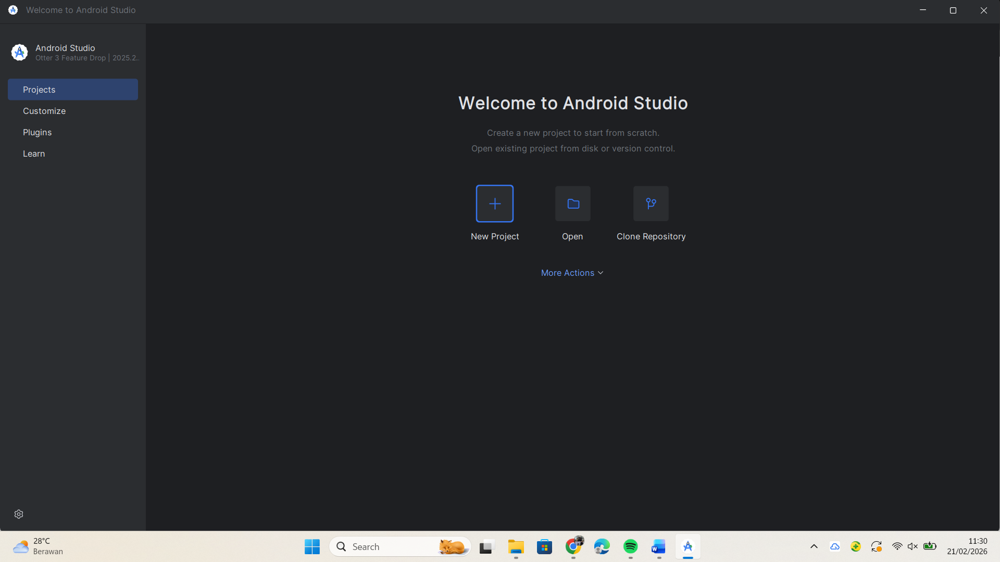 Welcome to Android Studio
Android Studio
Otter 3 Feature Drop | 2025.2..
Projects
Customize
Plugins
Learn
Welcome to Android Studio
Create a new project to start from scratch.
Open existing project from disk or version control.
New Project
Open
Clone Repository
More Actions
28°C
Berawan
Search
11:30
21/02/2026